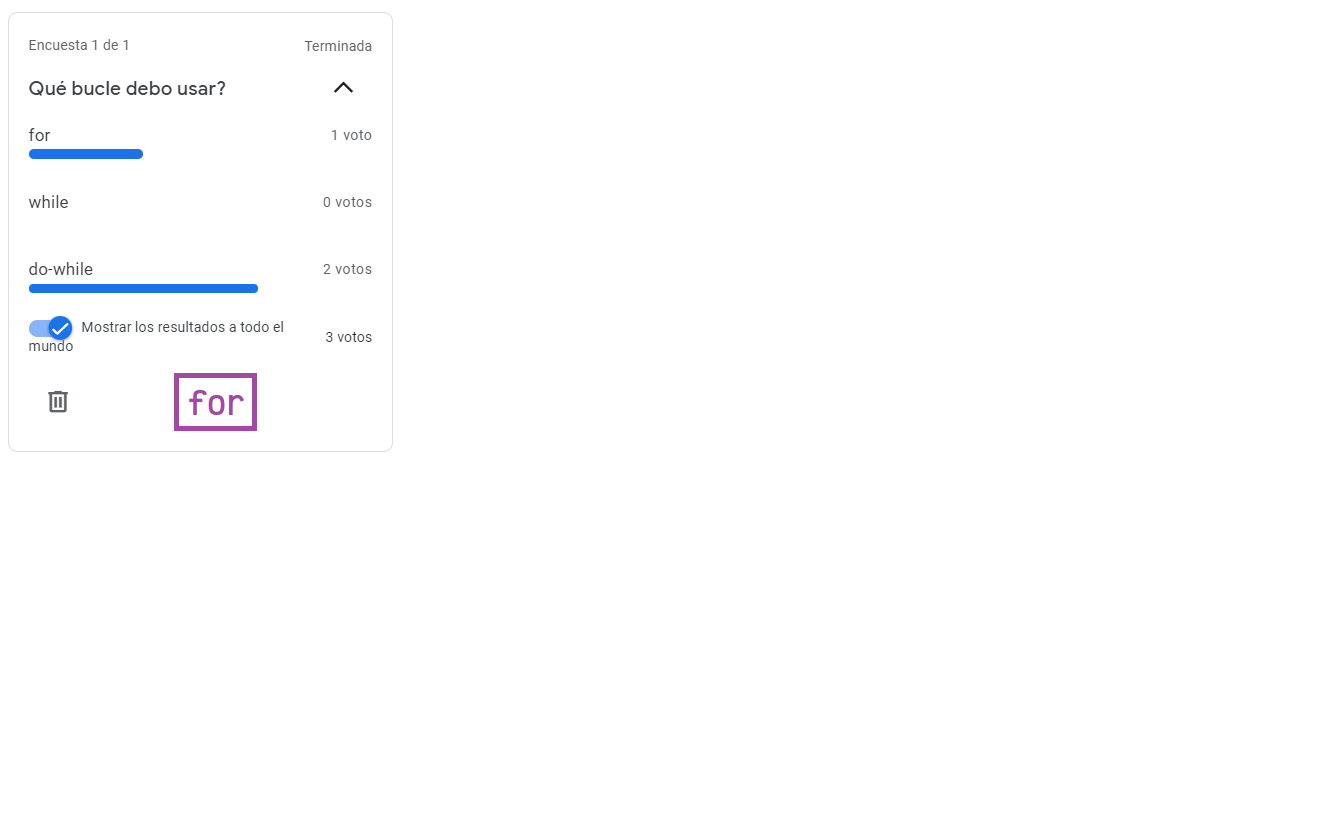 Encuesta 1 de 1 Terminada
Qué bucle debo usar?
for 1 voto
while 0 votos
do-while 2 votos
Mostrar los resultados a todo el
mundo 3 votos
for